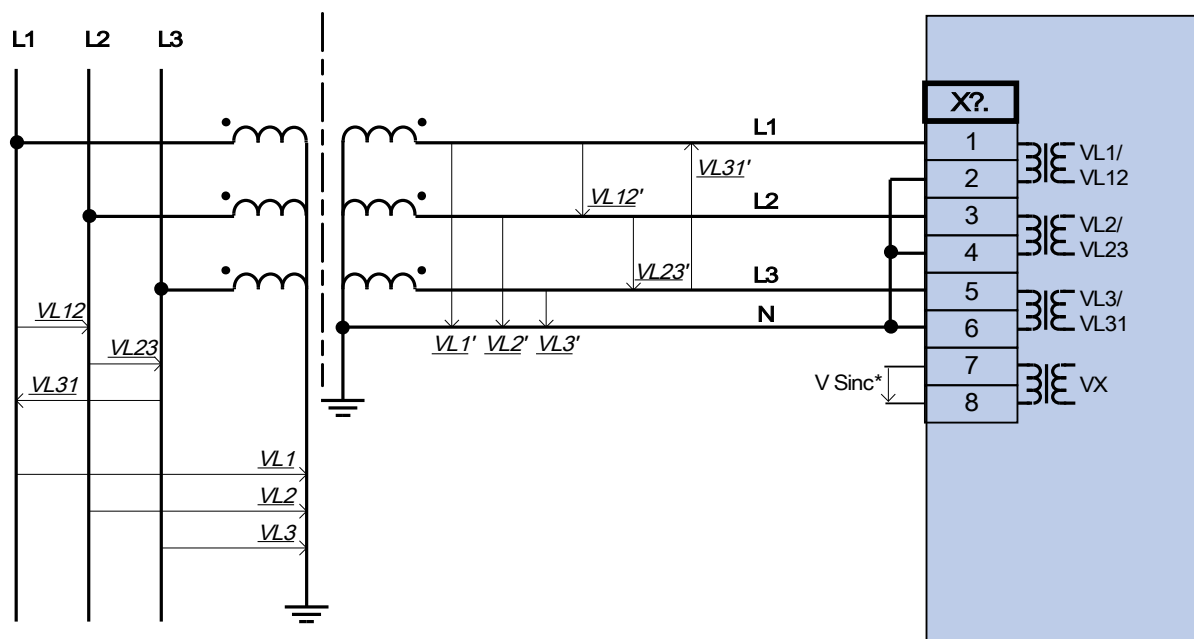 L1 L2 L3
X?.
L1
1
VL1/
VL31'
2
VL12
VL12'
L2
3
VL2/
4
VL23
VL23'
L3
5
VL3/
VL12
N
6
VL31
VL1' VL2' VL3'
VL23
7
V Sinc*
VX
VL31
8
VL1
VL2
VL3